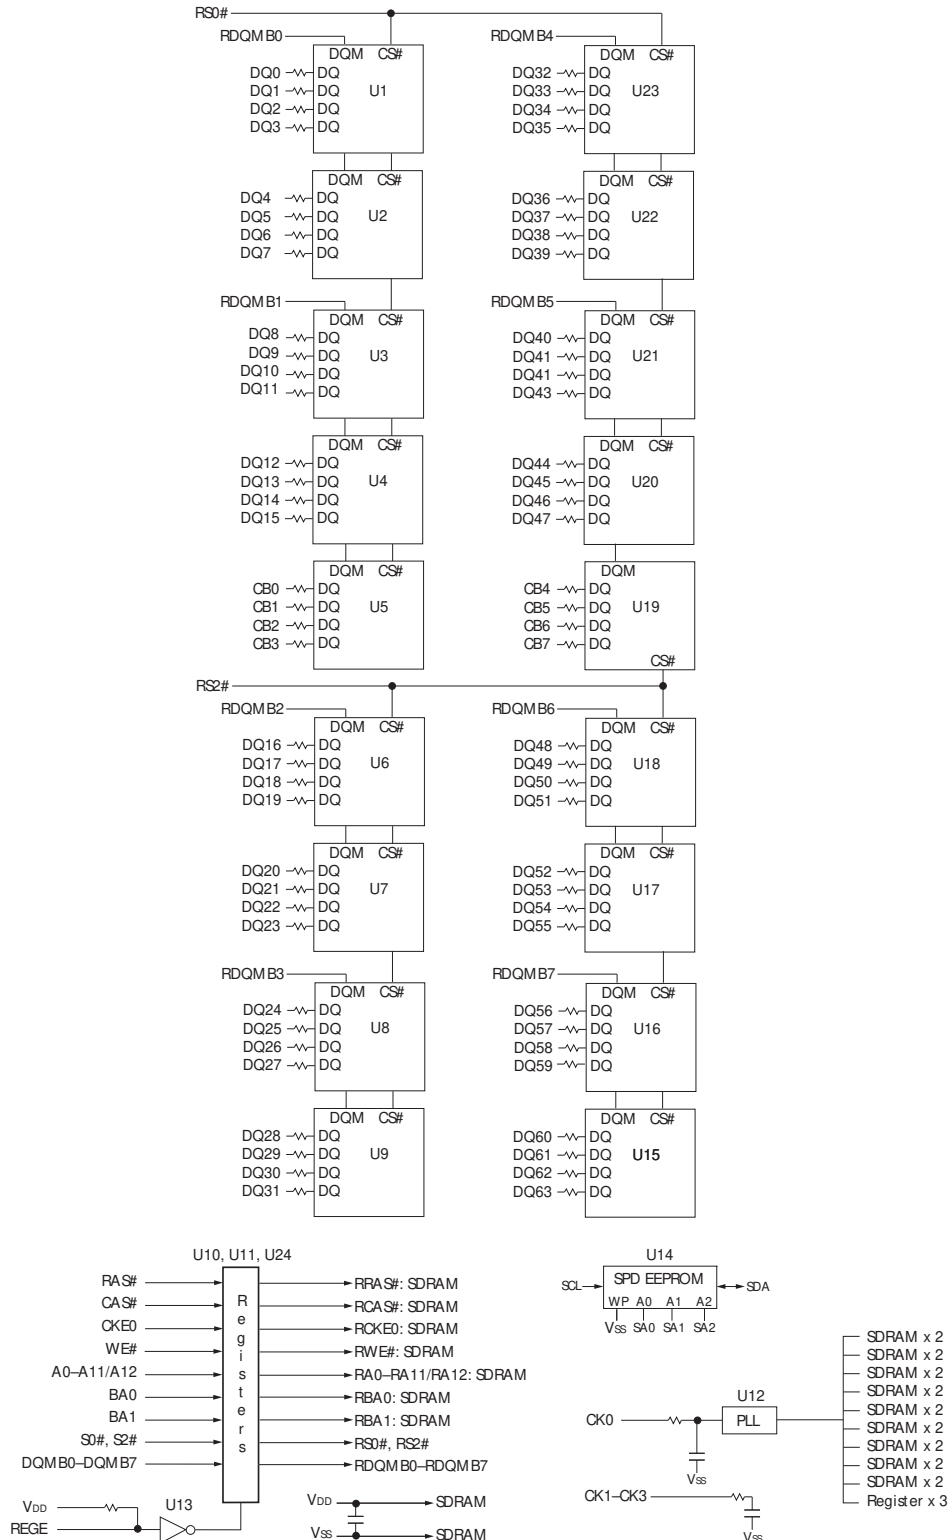 RS0#
RDQMB0
DQM CS#
DQ0 DQ
DQ1 DQ U1
DQ2 DQ
DQ3 DQ
DQM CS#
DQ4 DQ
DQ5 DQ U2
DQ6 DQ
DQ7 DQ
RDQMB1
DQM CS#
DQ8 DQ
DQ9 DQ U3
DQ10 DQ
DQ11 DQ
DQM CS#
DQ12 DQ
DQ13 DQ U4
DQ14 DQ
DQ15 DQ
DQM CS#
CB0 DQ
CB1 DQ U5
CB2 DQ
CB3 DQ
RDQMB4
DQM CS#
DQ32 DQ
DQ33 DQ U23
DQ34 DQ
DQ35 DQ
DQM CS#
DQ36 DQ
DQ37 DQ U22
DQ38 DQ
DQ39 DQ
RDQMB5
DQM CS#
DQ40 DQ
DQ41 DQ U21
DQ41 DQ
DQ43 DQ
DQM CS#
DQ44 DQ
DQ45 DQ U20
DQ46 DQ
DQ47 DQ
DQM
CB4 DQ
CB5 DQ U19
CB6 DQ
CB7 DQ
CS#
RS2#
RDQMB2
DQM CS#
DQ16 DQ
DQ17 DQ U6
DQ18 DQ
DQ19 DQ
DQM CS#
DQ20 DQ
DQ21 DQ U7
DQ22 DQ
DQ23 DQ
RDQMB3
DQM CS#
DQ24 DQ
DQ25 DQ U8
DQ26 DQ
DQ27 DQ
DQM CS#
DQ28 DQ
DQ29 DQ U9
DQ30 DQ
DQ31 DQ
RDQMB6
DQM CS#
DQ48 DQ
DQ49 DQ U18
DQ50 DQ
DQ51 DQ
DQM CS#
DQ52 DQ
DQ53 DQ U17
DQ54 DQ
DQ55 DQ
RDQMB7
DQM CS#
DQ56 DQ
DQ57 DQ U16
DQ58 DQ
DQ59 DQ
DQM CS#
DQ60 DQ
DQ61 DQ U15
DQ62 DQ
DQ63 DQ
U10, U11, U24
Registers
RAS# RRAS#: SDRAM
CAS# RCAS#: SDRAM
CKE0 RCKE0: SDRAM
WE# RWE#: SDRAM
A0–A11/A12 RA0–RA11/RA12: SDRAM
BA0 RBA0: SDRAM
BA1 RBA1: SDRAM
S0#, S2# RS0#, RS2#
DQMB0–DQMB7 RDQMB0–RDQMB7
VDD U13
REGE
VDD SDRAM
VSS SDRAM
U14
SCL SPD EEPROM SDA
WP A0 A1 A2
VSS SA0 SA1 SA2
U12
CK0 PLL
VSS
CK1–CK3
VSS
SDRAM x 2
SDRAM x 2
SDRAM x 2
SDRAM x 2
SDRAM x 2
SDRAM x 2
SDRAM x 2
SDRAM x 2
SDRAM x 2
Register x 3